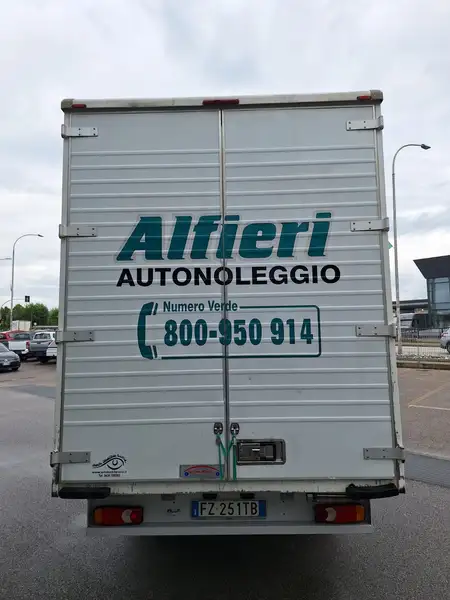 Alfieri
AUTONOLEGGIO
Numero Verde
800-950 914
FZ 251TB